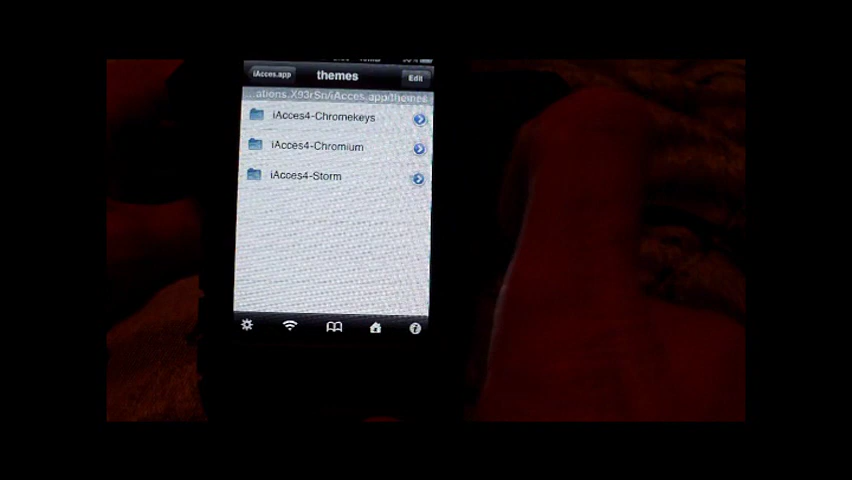 iAcces.app
themes
Edit
...ations.X93rSn/iAcces.app/themes
iAcces4-Chromekeys
iAcces4-Chromium
iAcces4-Storm